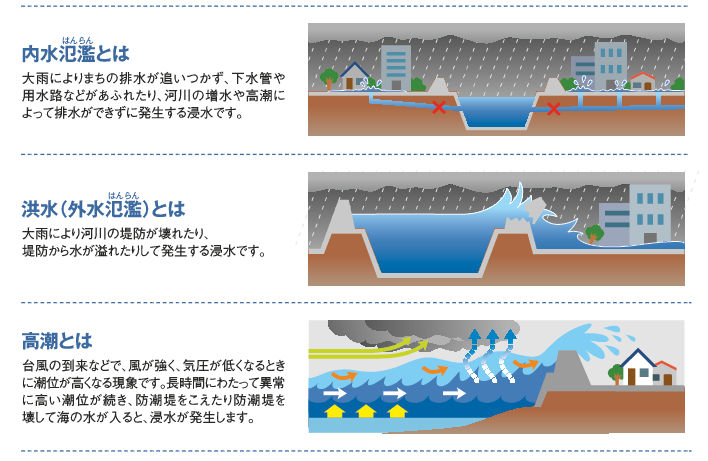 はんらん
内水氾濫とは
大雨によりまちの排水が追いつかず、下水管や
用水路などがあふれたり、河川の増水や高潮に
よって排水ができずに発生する浸水です。
はんらん
洪水（外水氾濫）とは
大雨により河川の堤防が壊れたり、
堤防から水が溢れたりして発生する浸水です。
高潮とは
台風の到来などで、風が強く、気圧が低くなるとき
に潮位が高くなる現象です。長時間にわたって異常
に高い潮位が続き、防潮堤をこえたり防潮堤を
壊して海の水が入ると、浸水が発生します。